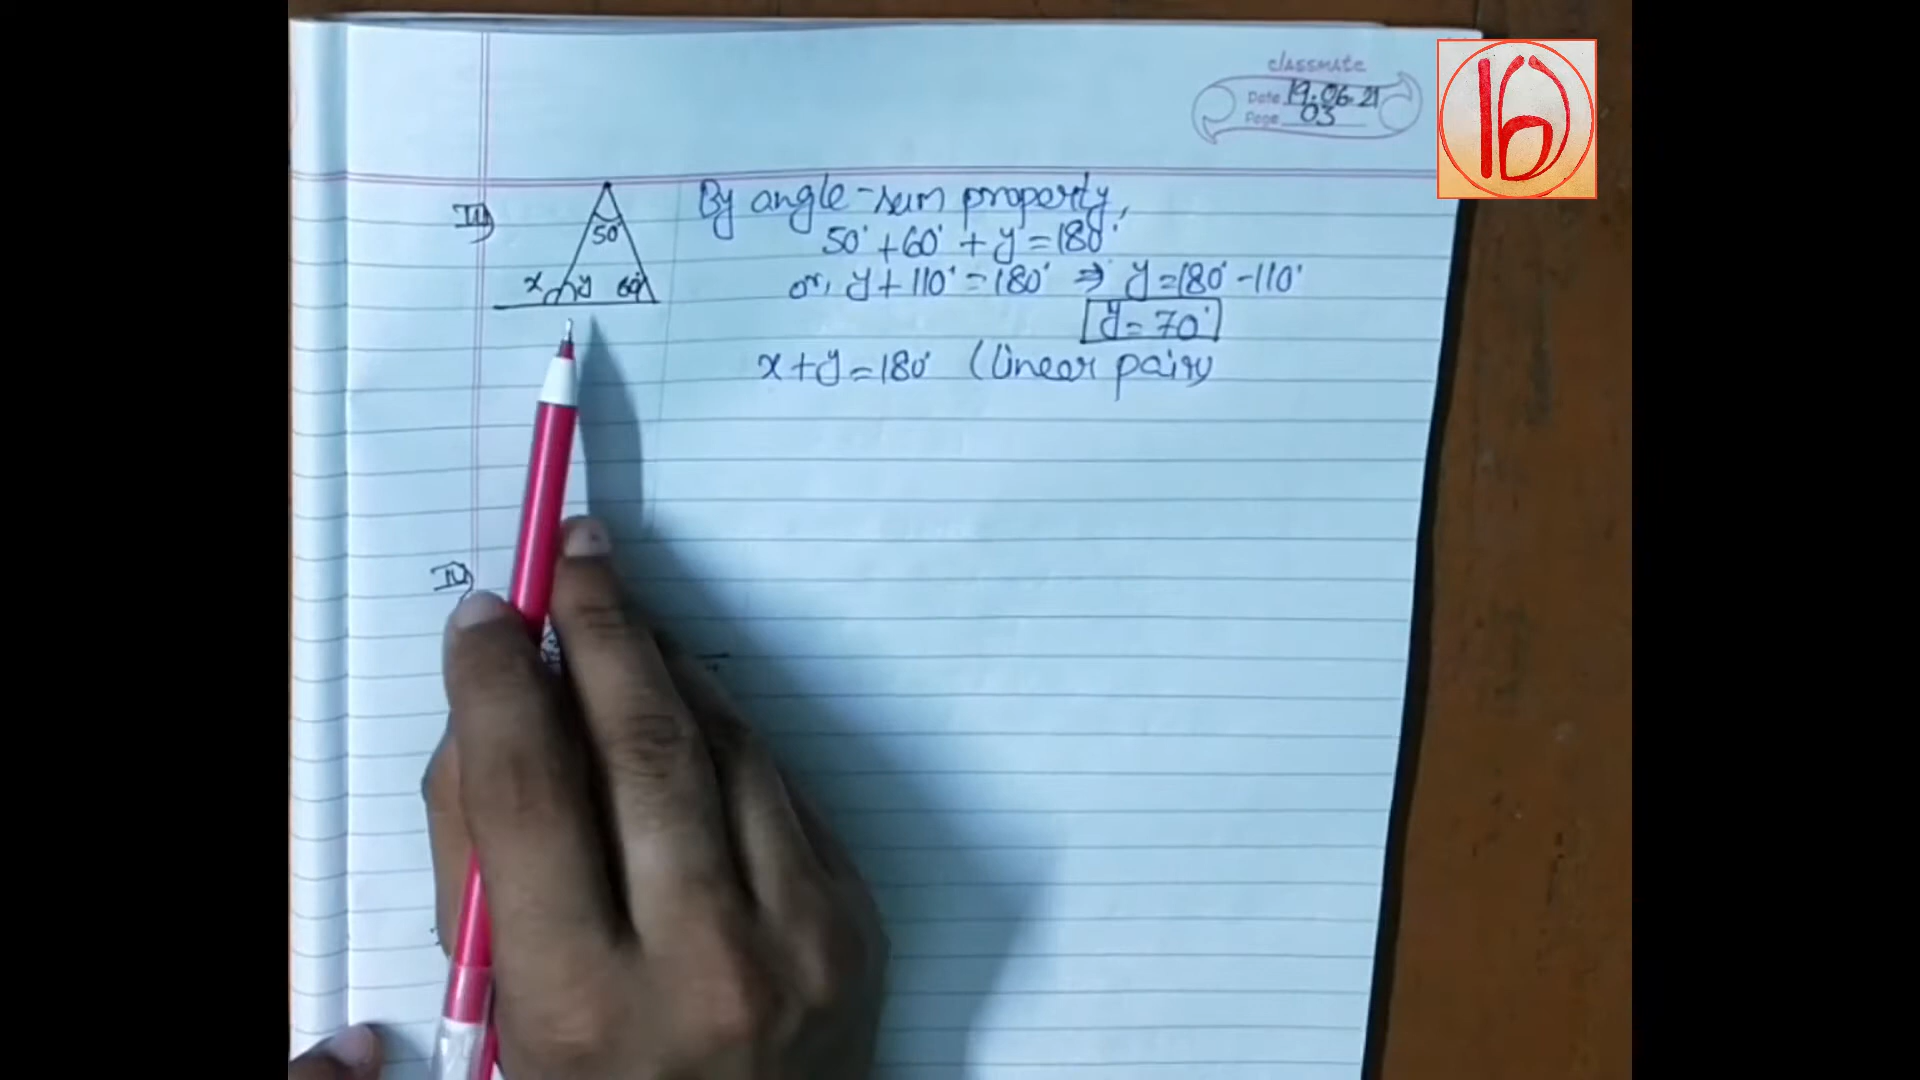 classmate
Date 19.06.21
Page 03
III)
50°
x y 60°
By angle-sum property,
50° + 60° + y = 180°
or, y + 110° = 180° ⇒ y = 180° - 110°
y = 70°
x + y = 180° (linear pair)
IV)